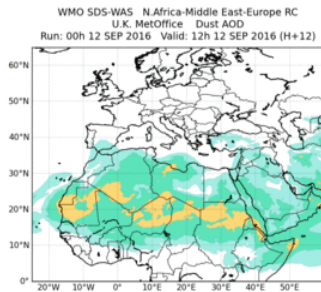 WMO SDS-WAS N.Africa-Middle East-Europe RC
U.K. MetOffice Dust AOD
Run: 00h 12 SEP 2016 Valid: 12h 12 SEP 2016 (H+12)
60°N
50°N
40°N
30°N
20°N
10°N
0°
20°W 10°W 0° 10°E 20°E 30°E 40°E 50°E